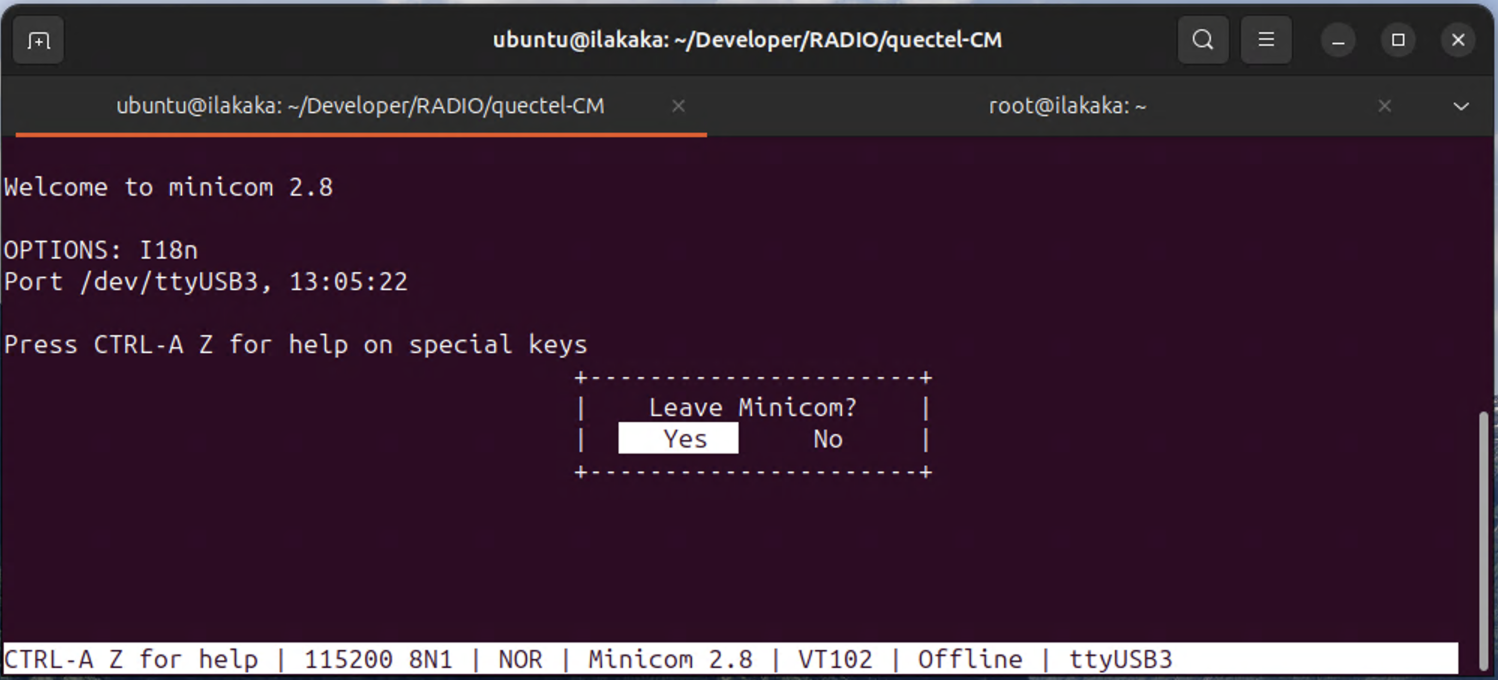 ubuntu@ilakaka: ~/Developer/RADIO/quectel-CM
ubuntu@ilakaka: ~/Developer/RADIO/quectel-CM
root@ilakaka: ~
Welcome to minicom 2.8
OPTIONS: I18n
Port /dev/ttyUSB3, 13:05:22
Press CTRL-A Z for help on special keys
Leave Minicom?
Yes No
CTRL-A Z for help | 115200 8N1 | NOR | Minicom 2.8 | VT102 | Offline | ttyUSB3